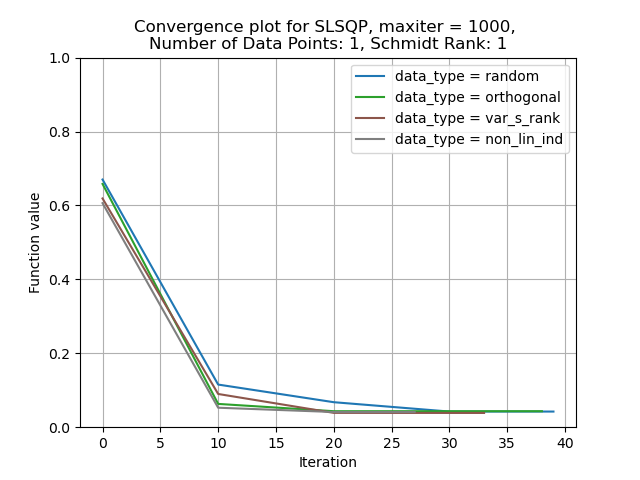 Convergence plot for SLSQP, maxiter = 1000,
Number of Data Points: 1, Schmidt Rank: 1
data_type = random
data_type = orthogonal
data_type = var_s_rank
data_type = non_lin_ind
Function value
1.0
0.8
0.6
0.4
0.2
0.0
0 5 10 15 20 25 30 35 40
Iteration